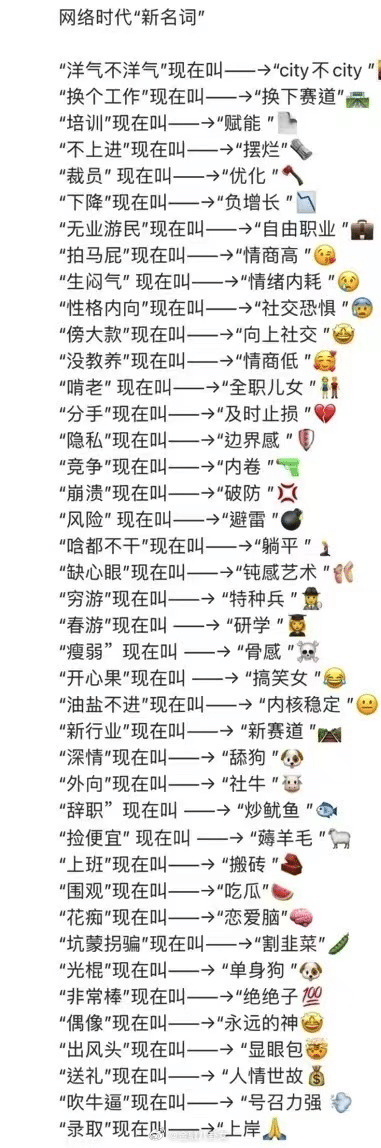 网络时代“新名词”
“洋气不洋气”现在叫——→“city不city ”
“换个工作”现在叫——→“换下赛道”🛣️
“培训”现在叫——→“赋能 ”📄
“不上进”现在叫——→“摆烂”🗞️
“裁员” 现在叫——→“优化 ”🪓
“下降”现在叫——→“负增长 ”📉
“无业游民”现在叫——→“自由职业 ”💼
“拍马屁”现在叫——→“情商高 ”😘
“生闷气” 现在叫——→“情绪内耗 ”😢
“性格内向”现在叫——→“社交恐惧 ”😰
“傍大款”现在叫——→“向上社交 ”🤩
“没教养”现在叫——→“情商低 ”🥰
“啃老” 现在叫——→“全职儿女 ”👫
“分手”现在叫——→“及时止损 ”💔
“隐私”现在叫——→“边界感 ”🛡️
“竞争”现在叫——→“内卷 ”🔫
“崩溃”现在叫——→“破防 ”💢
“风险” 现在叫——→“避雷 ”💣
“啥都不干”现在叫——→“躺平 ”
“缺心眼”现在叫——→“钝感艺术 ”
“穷游”现在叫——→ “特种兵 ”
“春游”现在叫 ——→ “研学 ”👩‍🎓
“瘦弱”现在叫 ——→ “骨感 ”☠️
“开心果”现在叫——→ “搞笑女 ”😂
“油盐不进”现在叫——→ “内核稳定 ”😐
“新行业”现在叫——→ “新赛道 ”🛤️
“深情”现在叫——→ “舔狗 ”🐶
“外向”现在叫——→ “社牛 ”🐮
“辞职”现在叫 ——→ “炒鱿鱼 ”🐟
“捡便宜” 现在叫 ——→ “薅羊毛 ”🐑
“上班”现在叫——→ “搬砖 ”🧱
“围观”现在叫——→ “吃瓜 ”🍉
“花痴”现在叫——→ “恋爱脑”🧠
“坑蒙拐骗”现在叫——→“割韭菜”
“光棍”现在叫——→ “单身狗 ”🐶
“非常棒”现在叫——→“绝绝子 ”💯
“偶像”现在叫——→“永远的神”🤩
“出风头”现在叫——→ “显眼包🤯
“送礼”现在叫——→ “人情世故 ”💰
“吹牛逼”现在叫——→ “号召力强 💨
“录取”现在叫——→“上岸 ”🙏